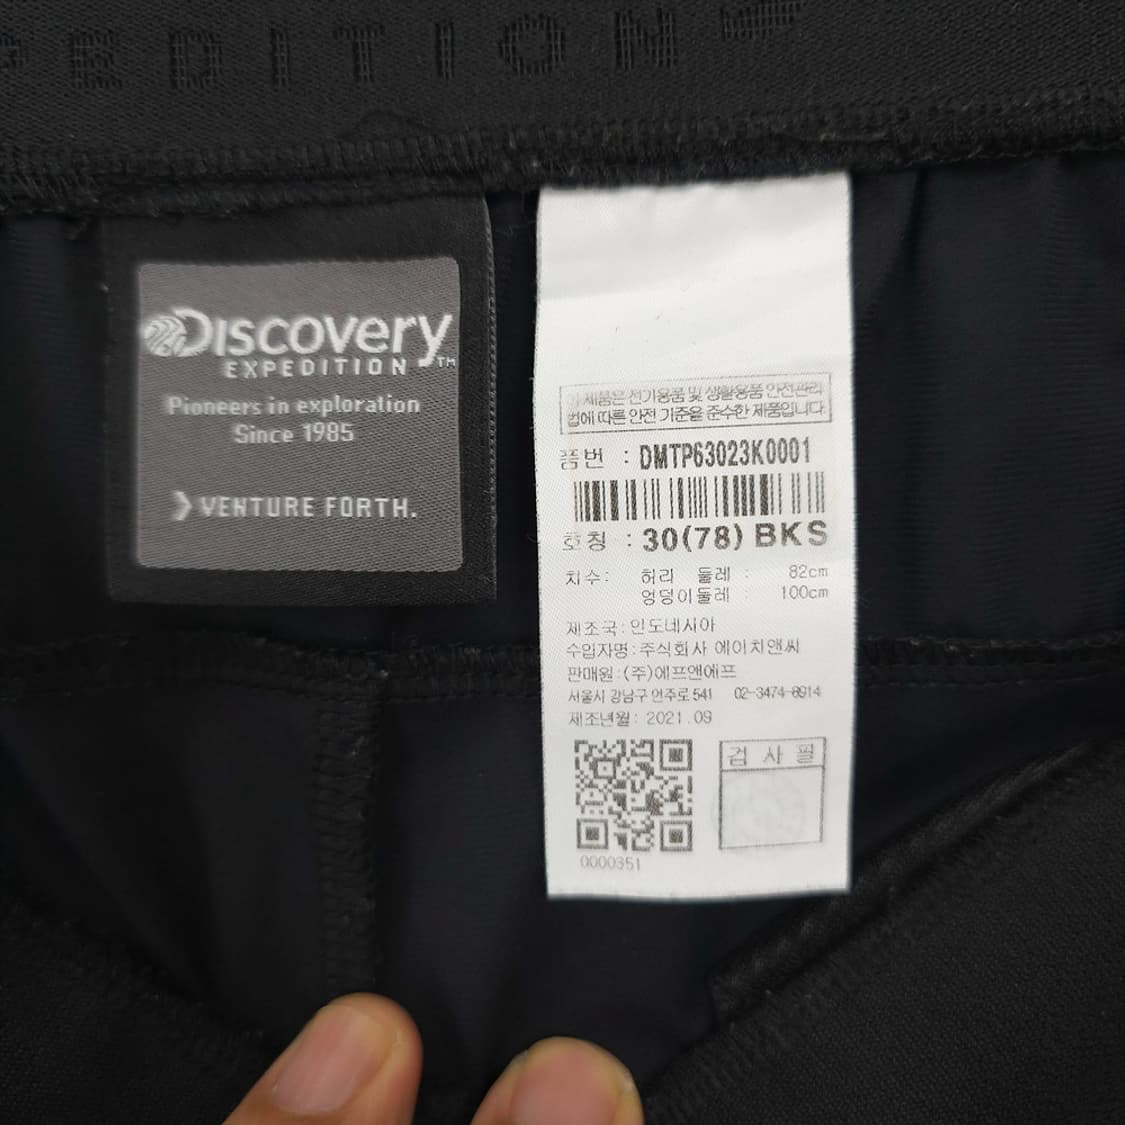 PEDITION
Discovery
EXPEDITION™
Pioneers in exploration
Since 1985
❯ VENTURE FORTH.
이 제품은 전기용품 및 생활용품 안전관리
법에 따른 안전 기준을 준수한 제품입니다.
품번 : DMTP63023K0001
호칭 : 30(78) BKS
치수: 허리 둘레 : 82cm
엉덩이둘레 : 100cm
제조국: 인도네시아
수입자명: 주식회사 에이치앤씨
판매원: (주)에프앤에프
서울시 강남구 언주로 541 02-3474-8914
제조년월: 2021.09
검 사 필
0000351